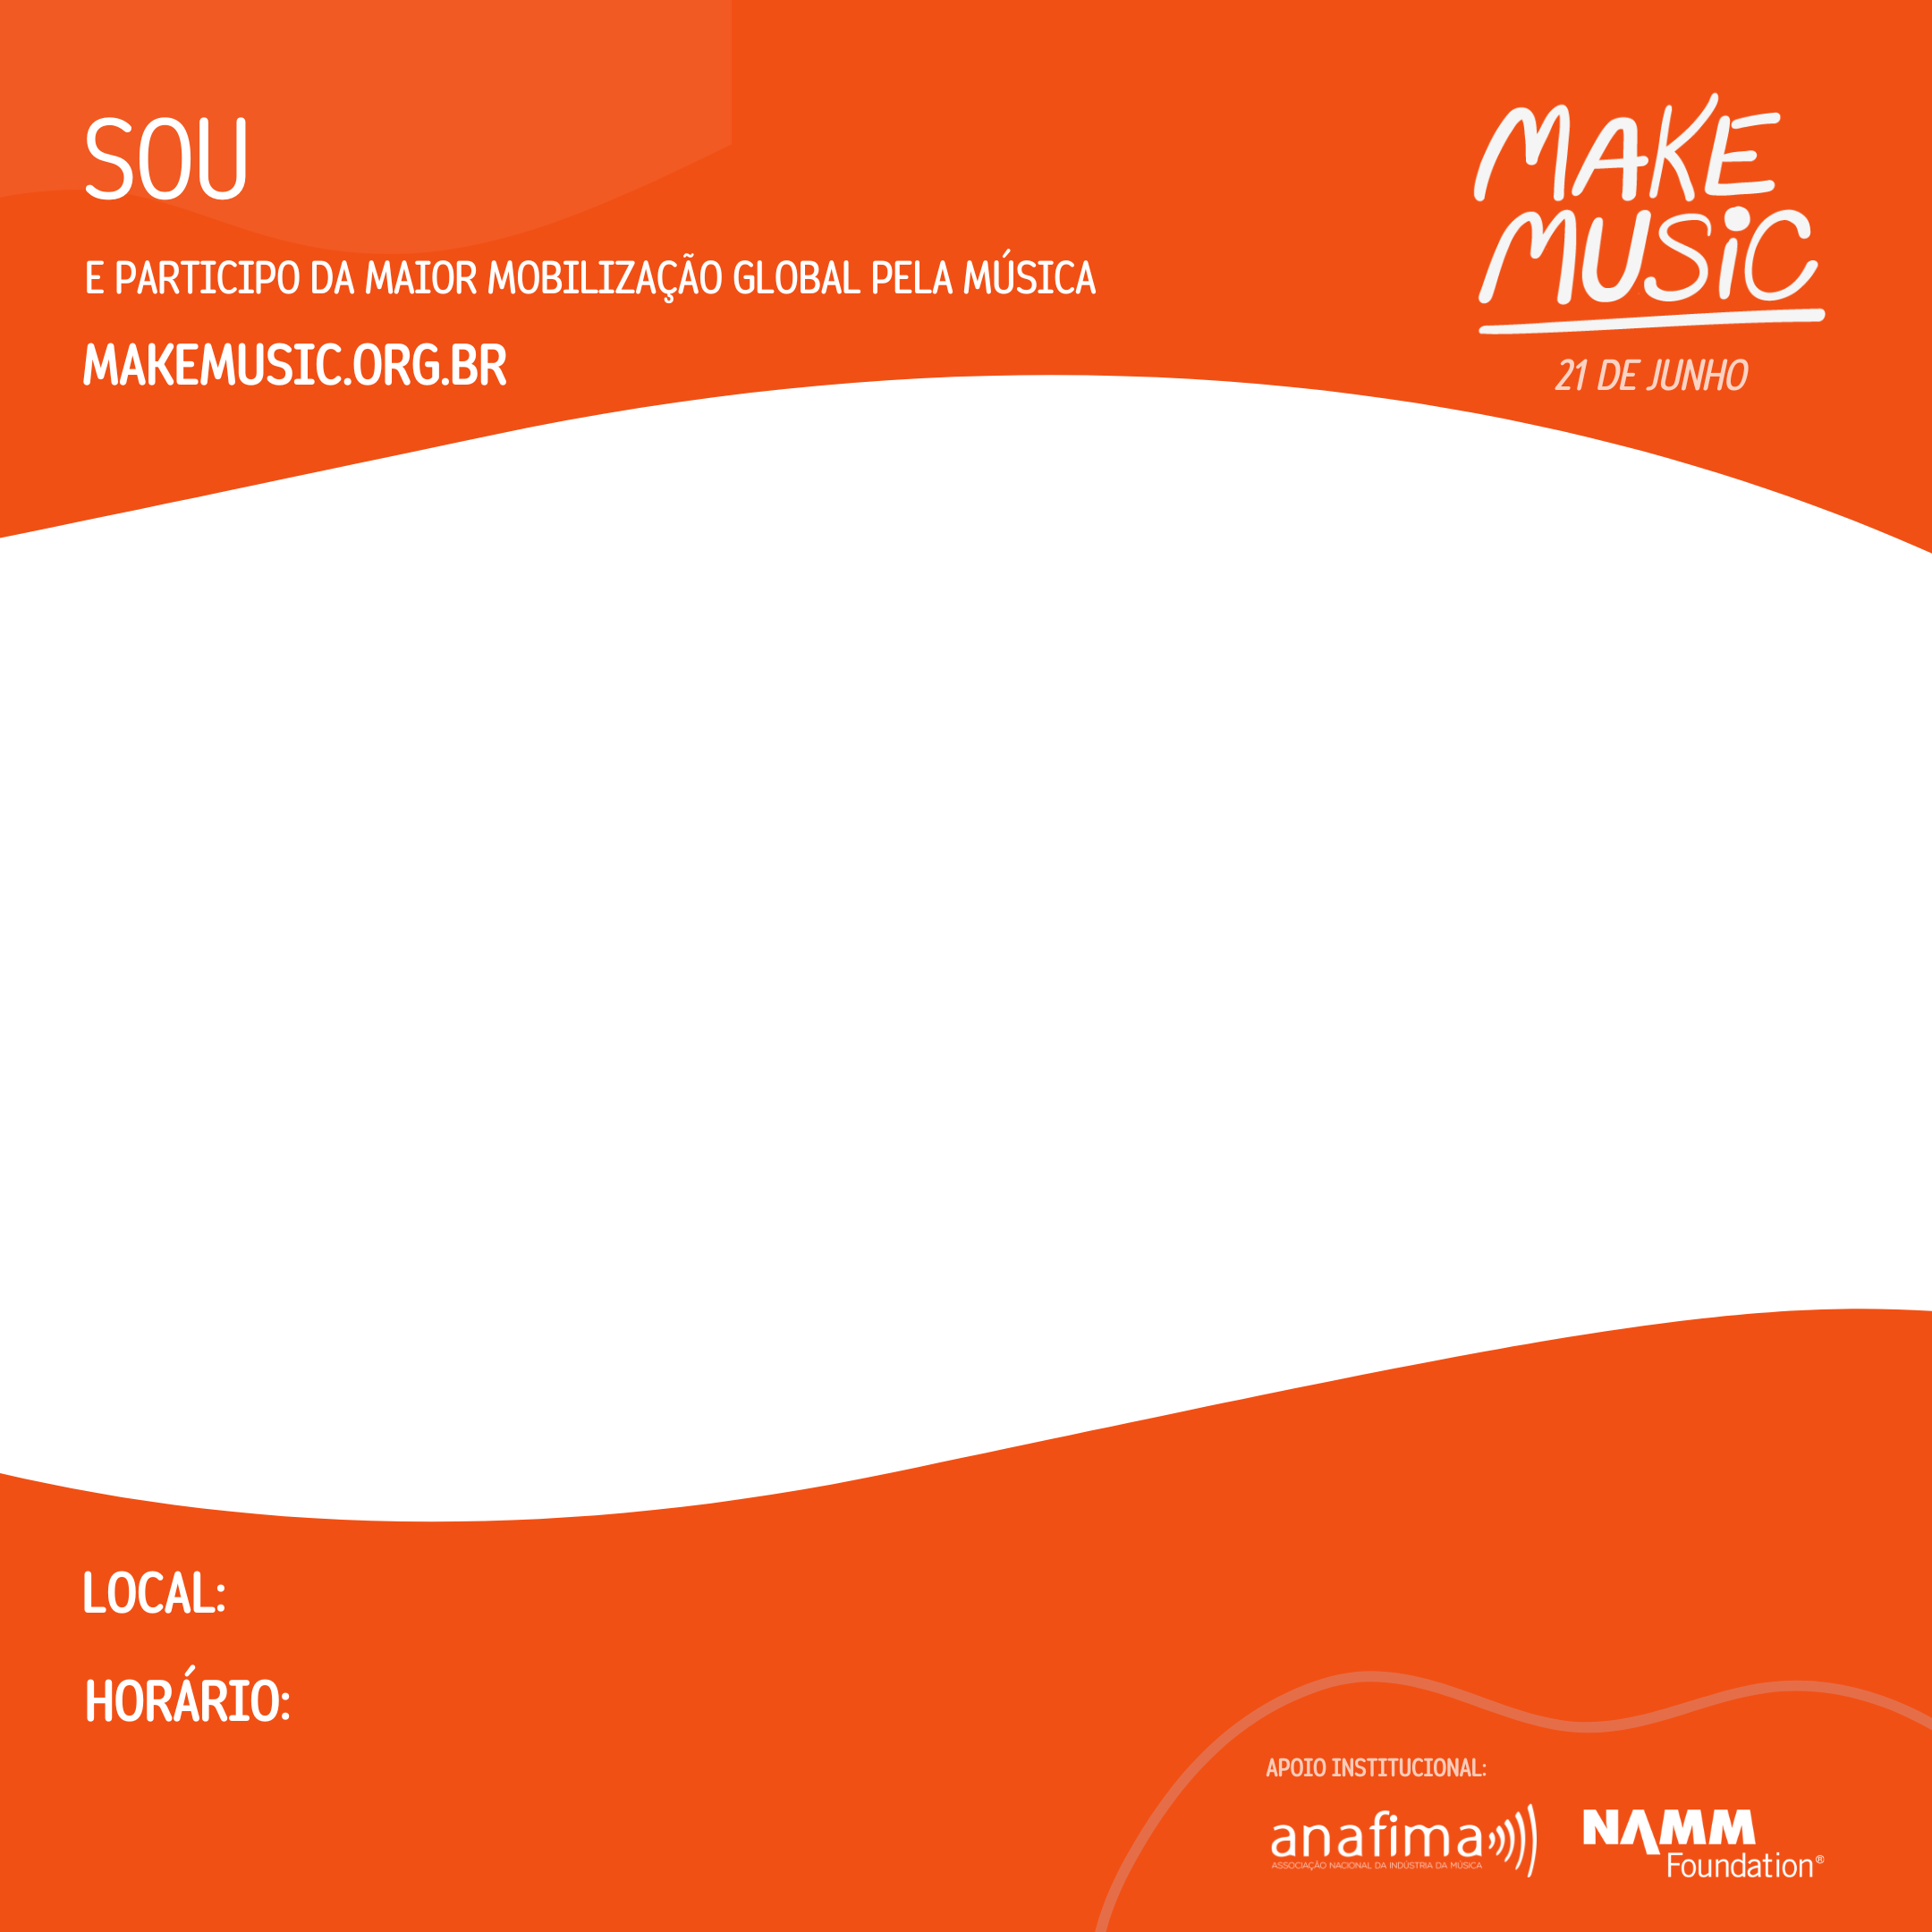 SOU
E PARTICIPO DA MAIOR MOBILIZAÇÃO GLOBAL PELA MÚSICA
MAKEMUSIC.ORG.BR
MAKE
MUSIC
21 DE JUNHO
LOCAL:
HORÁRIO:
APOIO INSTITUCIONAL:
anafima
ASSOCIAÇÃO NACIONAL DA INDÚSTRIA DA MÚSICA
NAMM
Foundation®